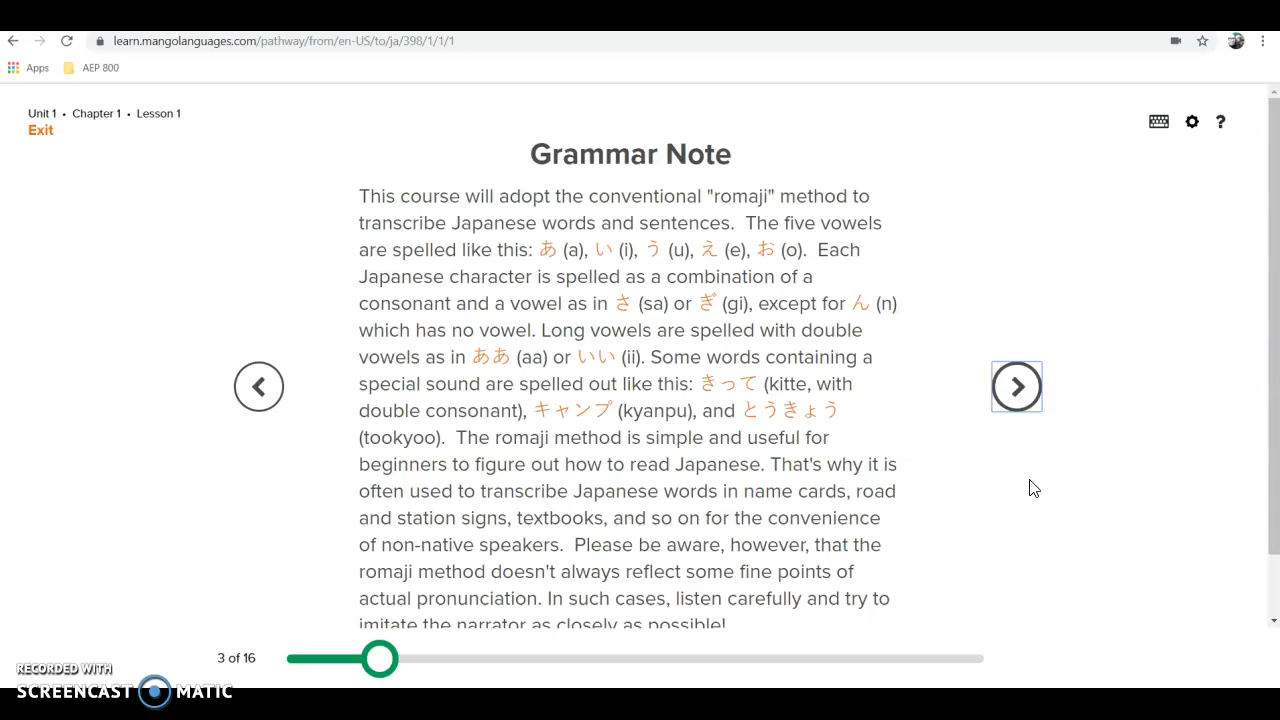 learn.mangolanguages.com/pathway/from/en-US/to/ja/398/1/1/1
Apps AEP 800
Unit 1 • Chapter 1 • Lesson 1
Exit
?
Grammar Note
This course will adopt the conventional "romaji" method to
transcribe Japanese words and sentences. The five vowels
are spelled like this: あ (a), い (i), う (u), え (e), お (o). Each
Japanese character is spelled as a combination of a
consonant and a vowel as in さ (sa) or ぎ (gi), except for ん (n)
which has no vowel. Long vowels are spelled with double
vowels as in ああ (aa) or いい (ii). Some words containing a
special sound are spelled out like this: きって (kitte, with
double consonant), キャンプ (kyanpu), and とうきょう
(tookyoo). The romaji method is simple and useful for
beginners to figure out how to read Japanese. That's why it is
often used to transcribe Japanese words in name cards, road
and station signs, textbooks, and so on for the convenience
of non-native speakers. Please be aware, however, that the
romaji method doesn't always reflect some fine points of
actual pronunciation. In such cases, listen carefully and try to
imitate the narrator as closely as possible!
3 of 16
RECORDED WITH
SCREENCAST MATIC